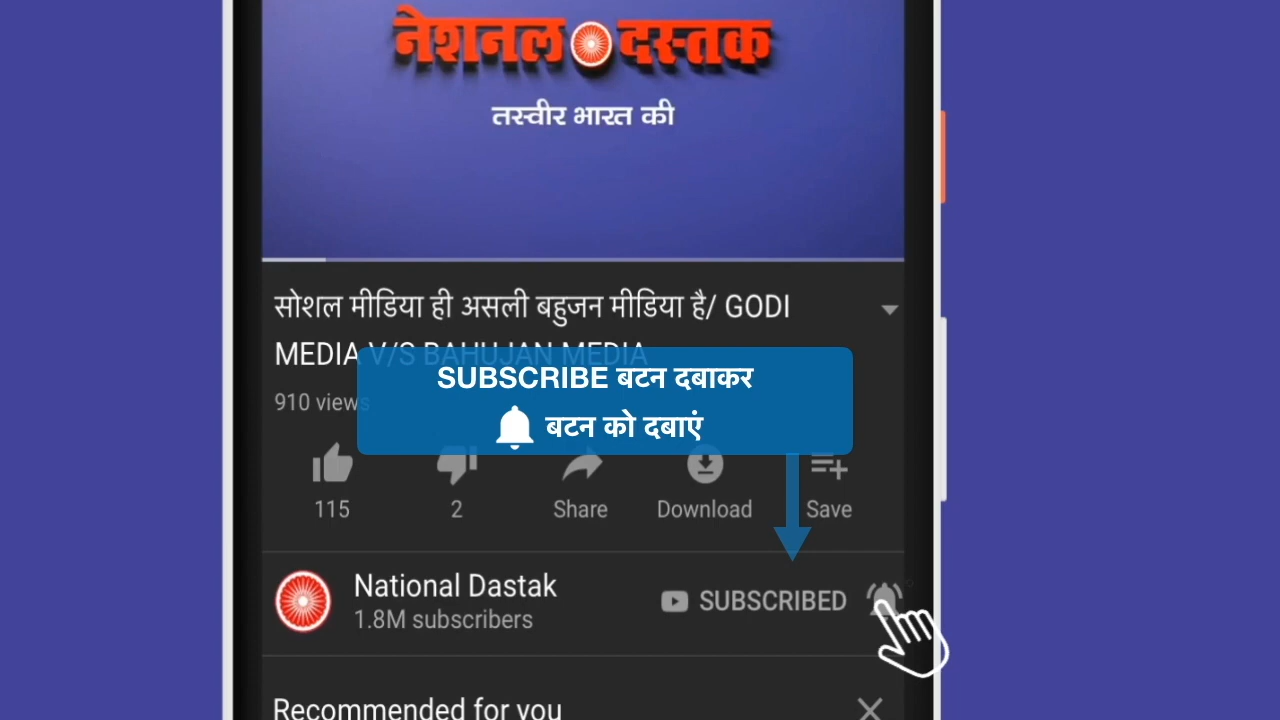 नेशनल दस्तक
तस्वीर भारत की
सोशल मीडिया ही असली बहुजन मीडिया है/ GODI
MEDIA V/S BAHUJAN MEDIA
910 views
SUBSCRIBE बटन दबाकर
बटन को दबाएं
115
2
Share
Download
Save
National Dastak
1.8M subscribers
SUBSCRIBED
Recommended for you